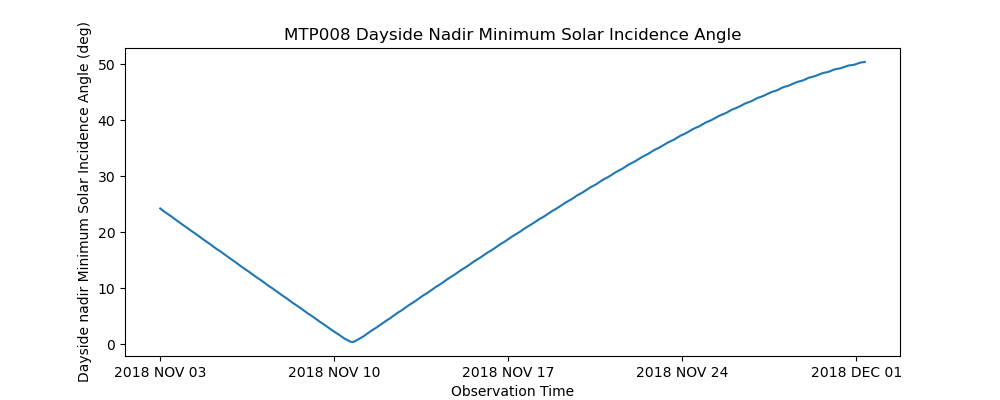 MTP008 Dayside Nadir Minimum Solar Incidence Angle
Dayside nadir Minimum Solar Incidence Angle (deg)
50
40
30
20
10
0
2018 NOV 03
2018 NOV 10
2018 NOV 17
2018 NOV 24
2018 DEC 01
Observation Time